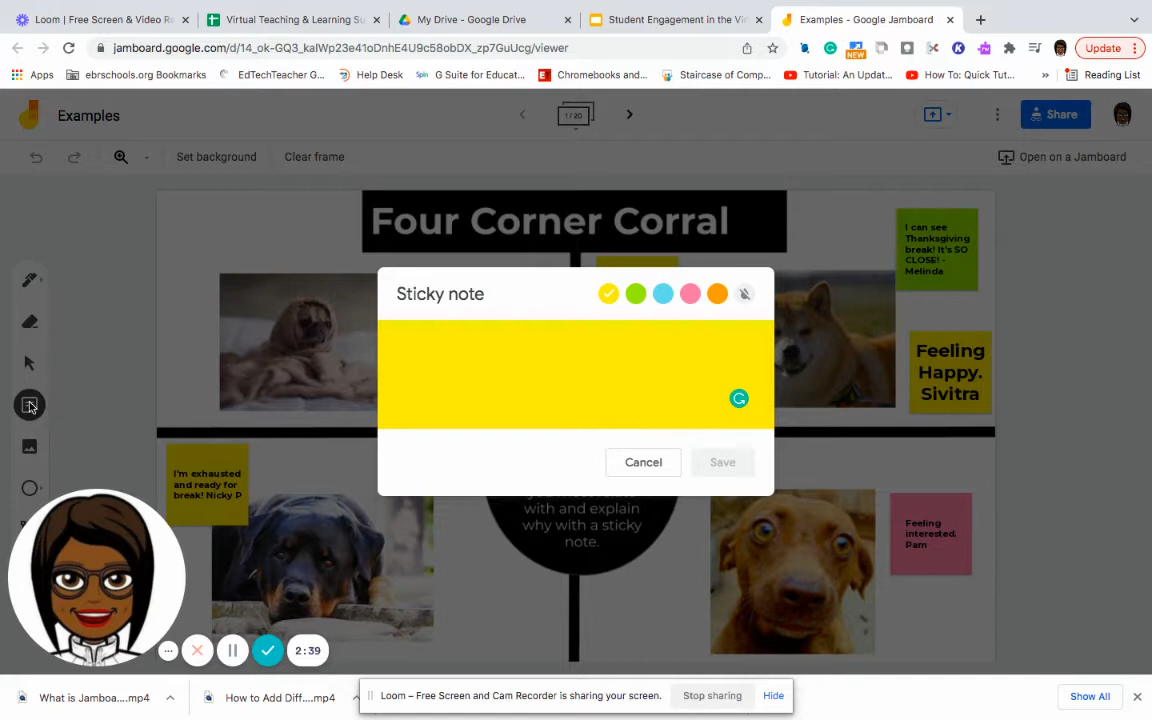 Loom | Free Screen & Video Re
Virtual Teaching & Learning Su
My Drive - Google Drive
Student Engagement in the Vir
Examples - Google Jamboard
jamboard.google.com/d/14_ok-GQ3_kalWp23e41oDnhE4U9c58obDX_zp7GuUcg/viewer
Update
Apps
ebrschools.org Bookmarks
EdTechTeacher G...
Help Desk
G Suite for Educat...
Chromebooks and...
Staircase of Comp...
Tutorial: An Updat...
How To: Quick Tut...
»
Reading List
NEW
Examples
1 / 20
Share
Set background
Clear frame
Open on a Jamboard
Four Corner Corral
I can see
Thanksgiving
break! It's SO
CLOSE! -
Melinda
Sticky note
Feeling
Happy.
Sivitra
Cancel
Save
I'm exhausted
and ready for
break! Nicky P
with and explain
why with a sticky
note.
Feeling
interested.
Pam
2:39
What is Jamboa....mp4
How to Add Diff....mp4
Loom – Free Screen and Cam Recorder is sharing your screen.
Stop sharing
Hide
Show All